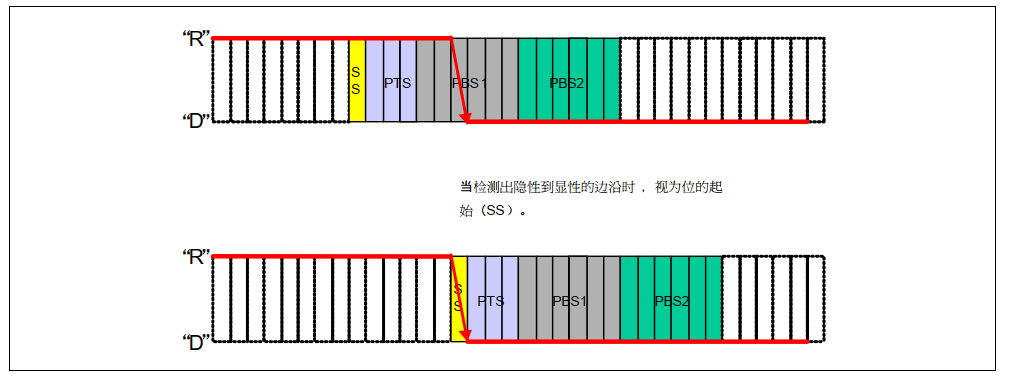 “R”
S
S
PTS
PBS1
PBS2
“D”
当检测出隐性到显性的边沿时 ，视为位的起
始（SS）。
“R”
S
S
PTS
PBS1
PBS2
“D”